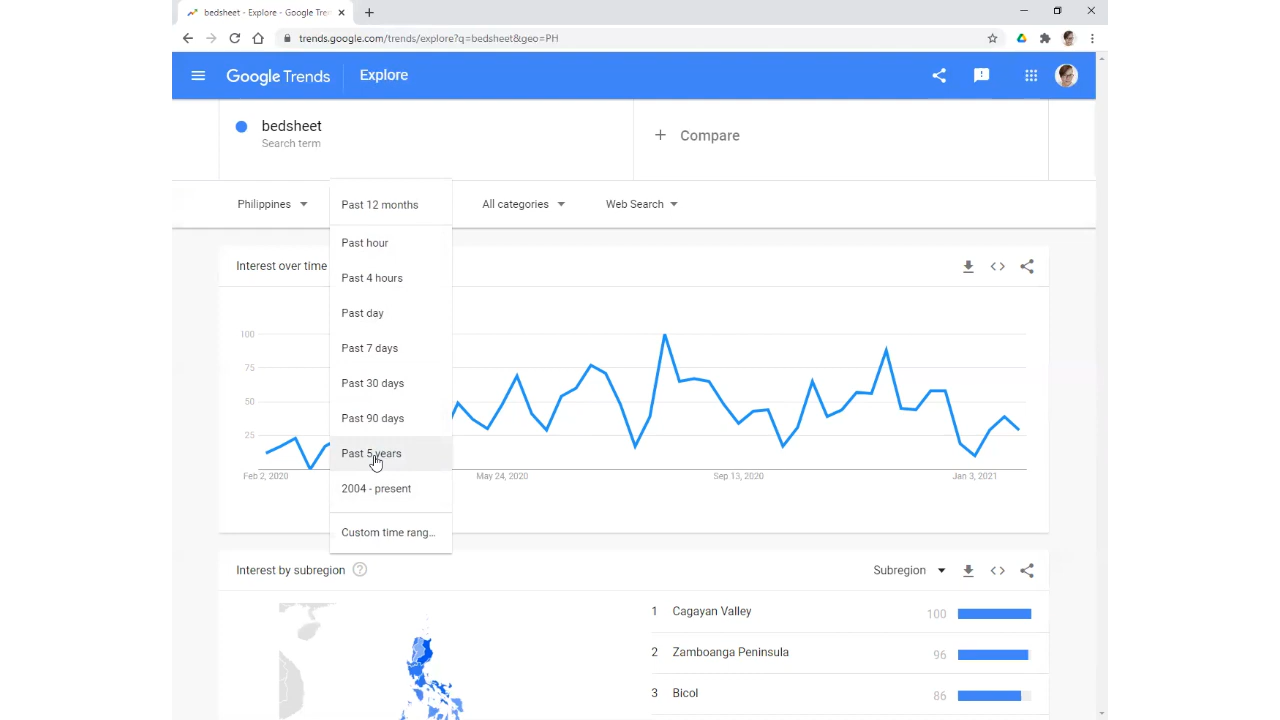 bedsheet - Explore - Google Tre
trends.google.com/trends/explore?q=bedsheet&geo=PH
Google Trends Explore
bedsheet
Search term
+ Compare
Philippines
Past 12 months
All categories
Web Search
Past hour
Past 4 hours
Past day
Past 7 days
Past 30 days
Past 90 days
Past 5 years
2004 - present
Custom time rang...
Interest over time
100
75
50
25
Feb 2, 2020
May 24, 2020
Sep 13, 2020
Jan 3, 2021
Interest by subregion ?
Subregion
1 Cagayan Valley 100
2 Zamboanga Peninsula 96
3 Bicol 86